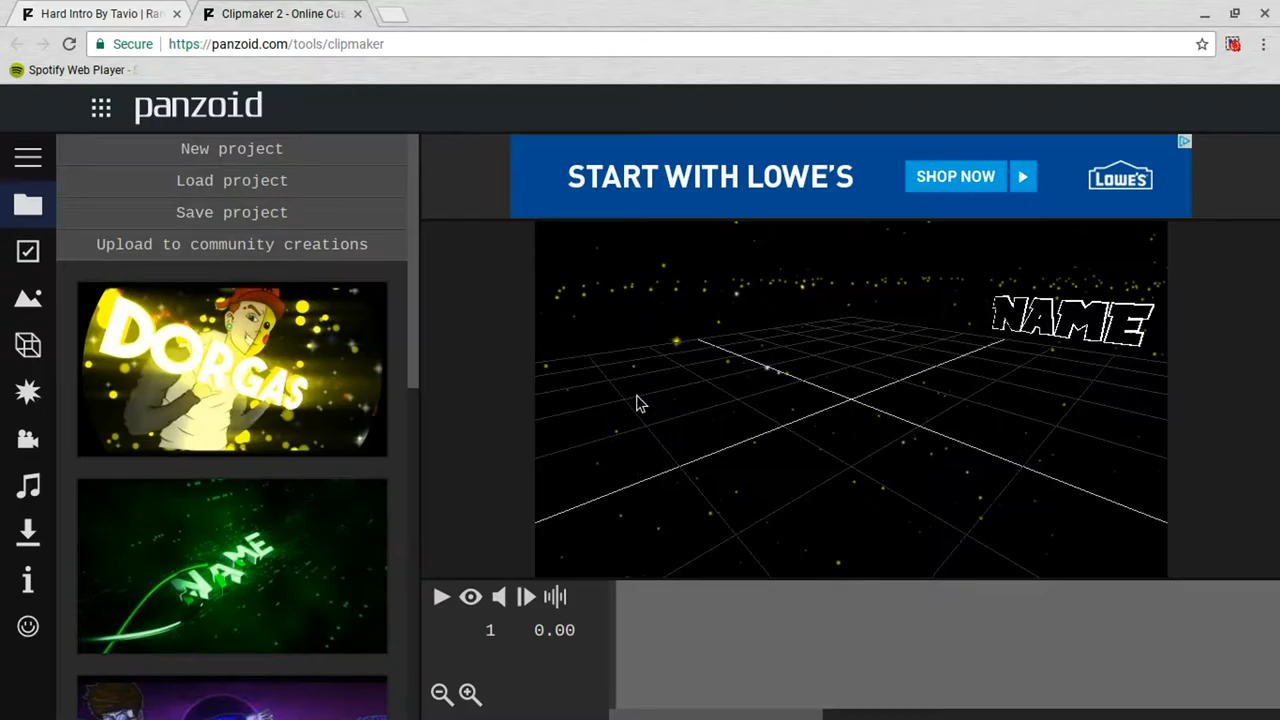 Hard Intro By Tavio | Ran
Clipmaker 2 - Online Cus
Secure
https://panzoid.com/tools/clipmaker
Spotify Web Player -
panzoid
New project
Load project
Save project
Upload to community creations
START WITH LOWE'S
SHOP NOW
LOWE'S
DORGAS
NAME
NAME
1 0.00